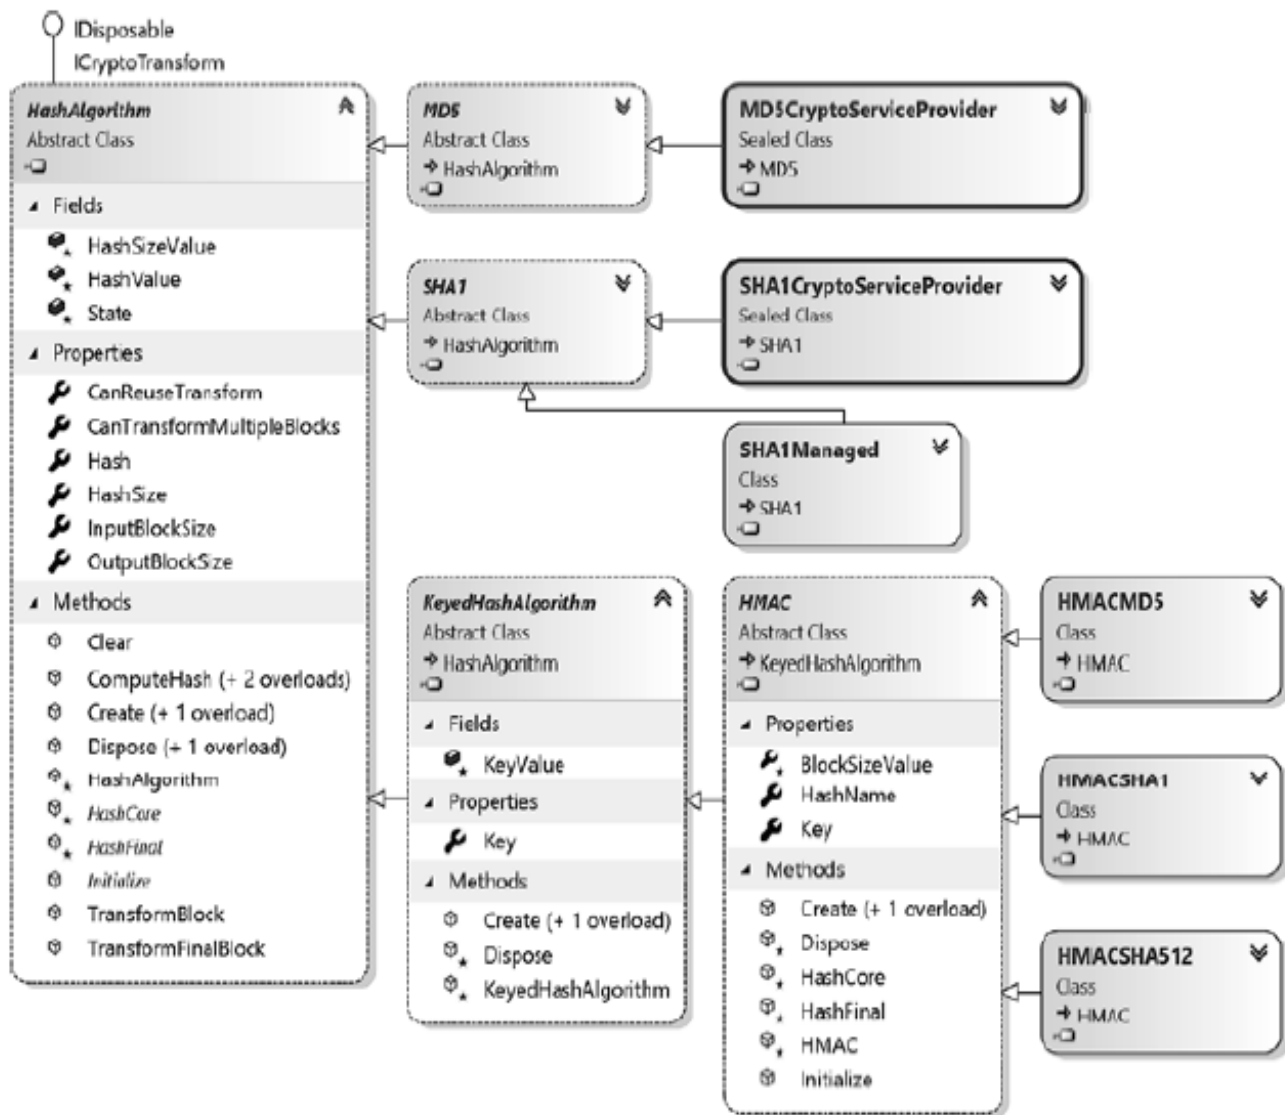 IDisposable
ICryptoTransform
HashAlgorithm
Abstract Class
Fields
HashSizeValue
HashValue
State
Properties
CanReuseTransform
CanTransformMultipleBlocks
Hash
HashSize
InputBlockSize
OutputBlockSize
Methods
Clear
ComputeHash (+ 2 overloads)
Create (+ 1 overload)
Dispose (+ 1 overload)
HashAlgorithm
HashCore
HashFinal
Initialize
TransformBlock
TransformFinalBlock
MD5
Abstract Class
HashAlgorithm
MD5CryptoServiceProvider
Sealed Class
MD5
SHA1
Abstract Class
HashAlgorithm
SHA1CryptoServiceProvider
Sealed Class
SHA1
SHA1Managed
Class
SHA1
KeyedHashAlgorithm
Abstract Class
HashAlgorithm
Fields
KeyValue
Properties
Key
Methods
Create (+ 1 overload)
Dispose
KeyedHashAlgorithm
HMAC
Abstract Class
KeyedHashAlgorithm
Properties
BlockSizeValue
HashName
Key
Methods
Create (+ 1 overload)
Dispose
HashCore
HashFinal
HMAC
Initialize
HMACMD5
Class
HMAC
HMACSHA1
Class
HMAC
HMACSHA512
Class
HMAC